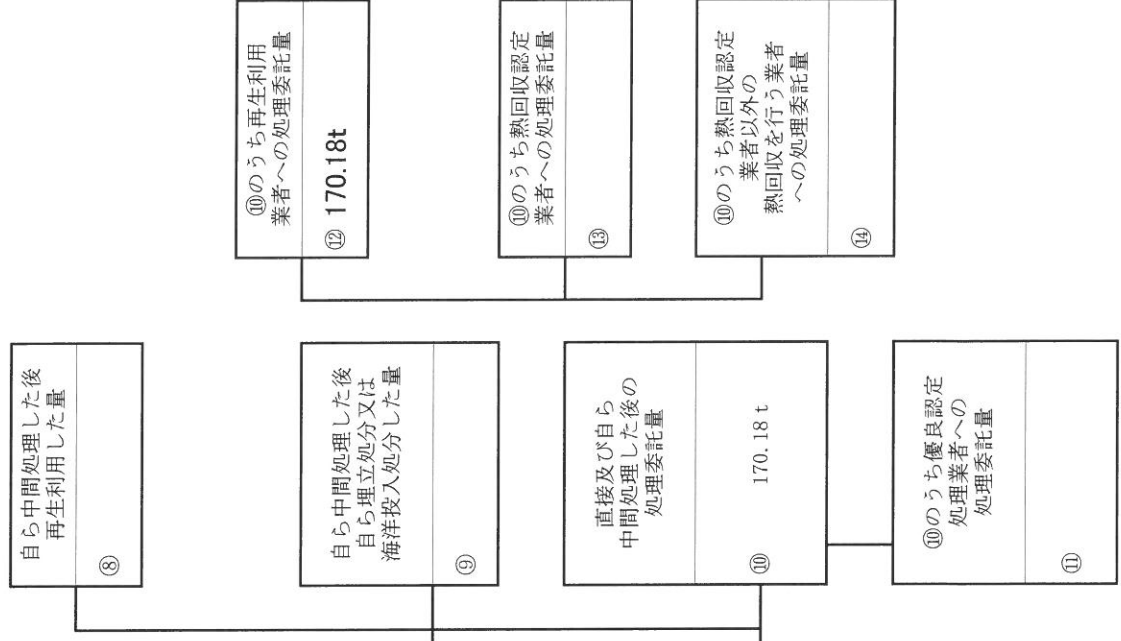 自ら中間処理した後
再生利用した量
⑧
自ら中間処理した後
自ら埋立処分又は
海洋投入処分した量
⑨
直接及び自ら
中間処理した後の
処理委託量
⑩ 170.18t
⑩のうち優良認定
処理業者への
処理委託量
⑪
⑩のうち再生利用
業者への処理委託量
⑫ 170.18t
⑩のうち熱回収認定
業者への処理委託量
⑬
⑩のうち熱回収認定
業者以外の
熱回収を行う業者
への処理委託量
⑭